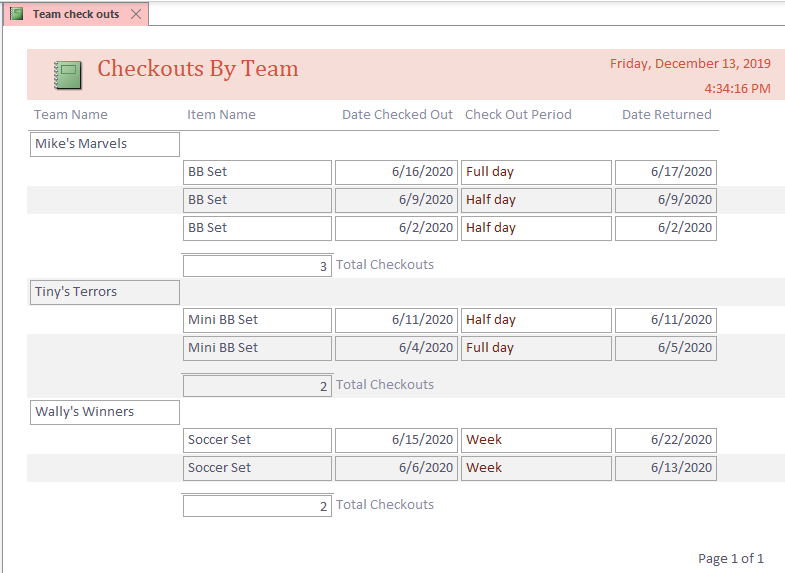 Team check outs
Checkouts By Team
Friday, December 13, 2019
4:34:16 PM
Team Name Item Name Date Checked Out Check Out Period Date Returned
Mike's Marvels
BB Set 6/16/2020 Full day 6/17/2020
BB Set 6/9/2020 Half day 6/9/2020
BB Set 6/2/2020 Half day 6/2/2020
3 Total Checkouts
Tiny's Terrors
Mini BB Set 6/11/2020 Half day 6/11/2020
Mini BB Set 6/4/2020 Full day 6/5/2020
2 Total Checkouts
Wally's Winners
Soccer Set 6/15/2020 Week 6/22/2020
Soccer Set 6/6/2020 Week 6/13/2020
2 Total Checkouts
Page 1 of 1